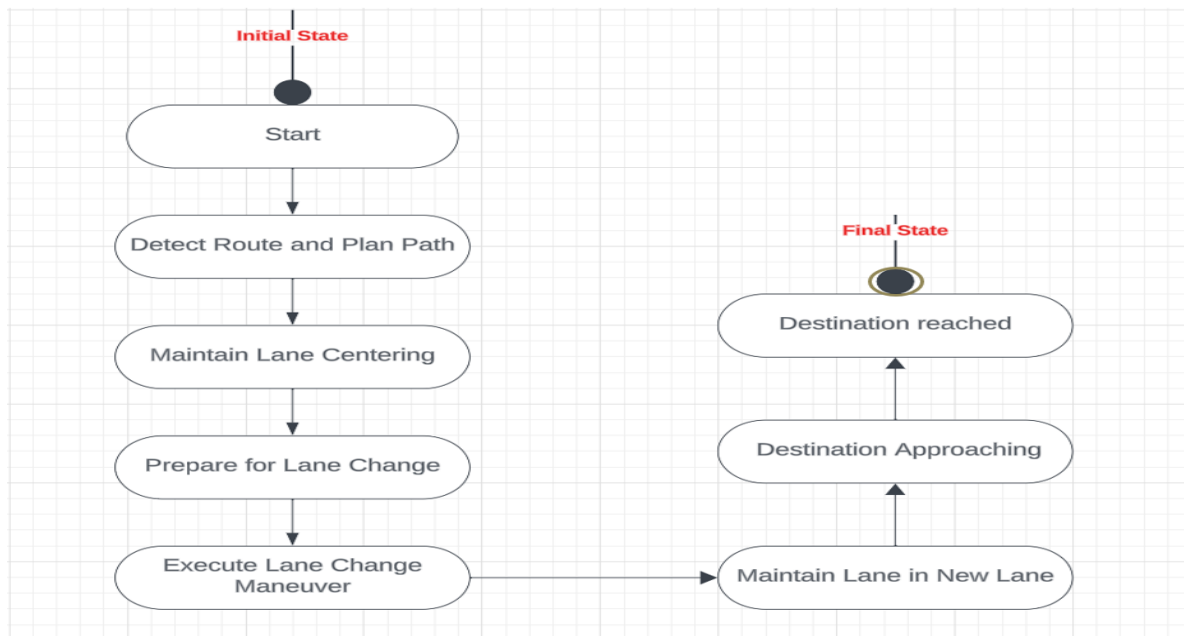 Initial State
Start
Detect Route and Plan Path
Maintain Lane Centering
Prepare for Lane Change
Execute Lane Change
Maneuver
Final State
Destination reached
Destination Approaching
Maintain Lane in New Lane